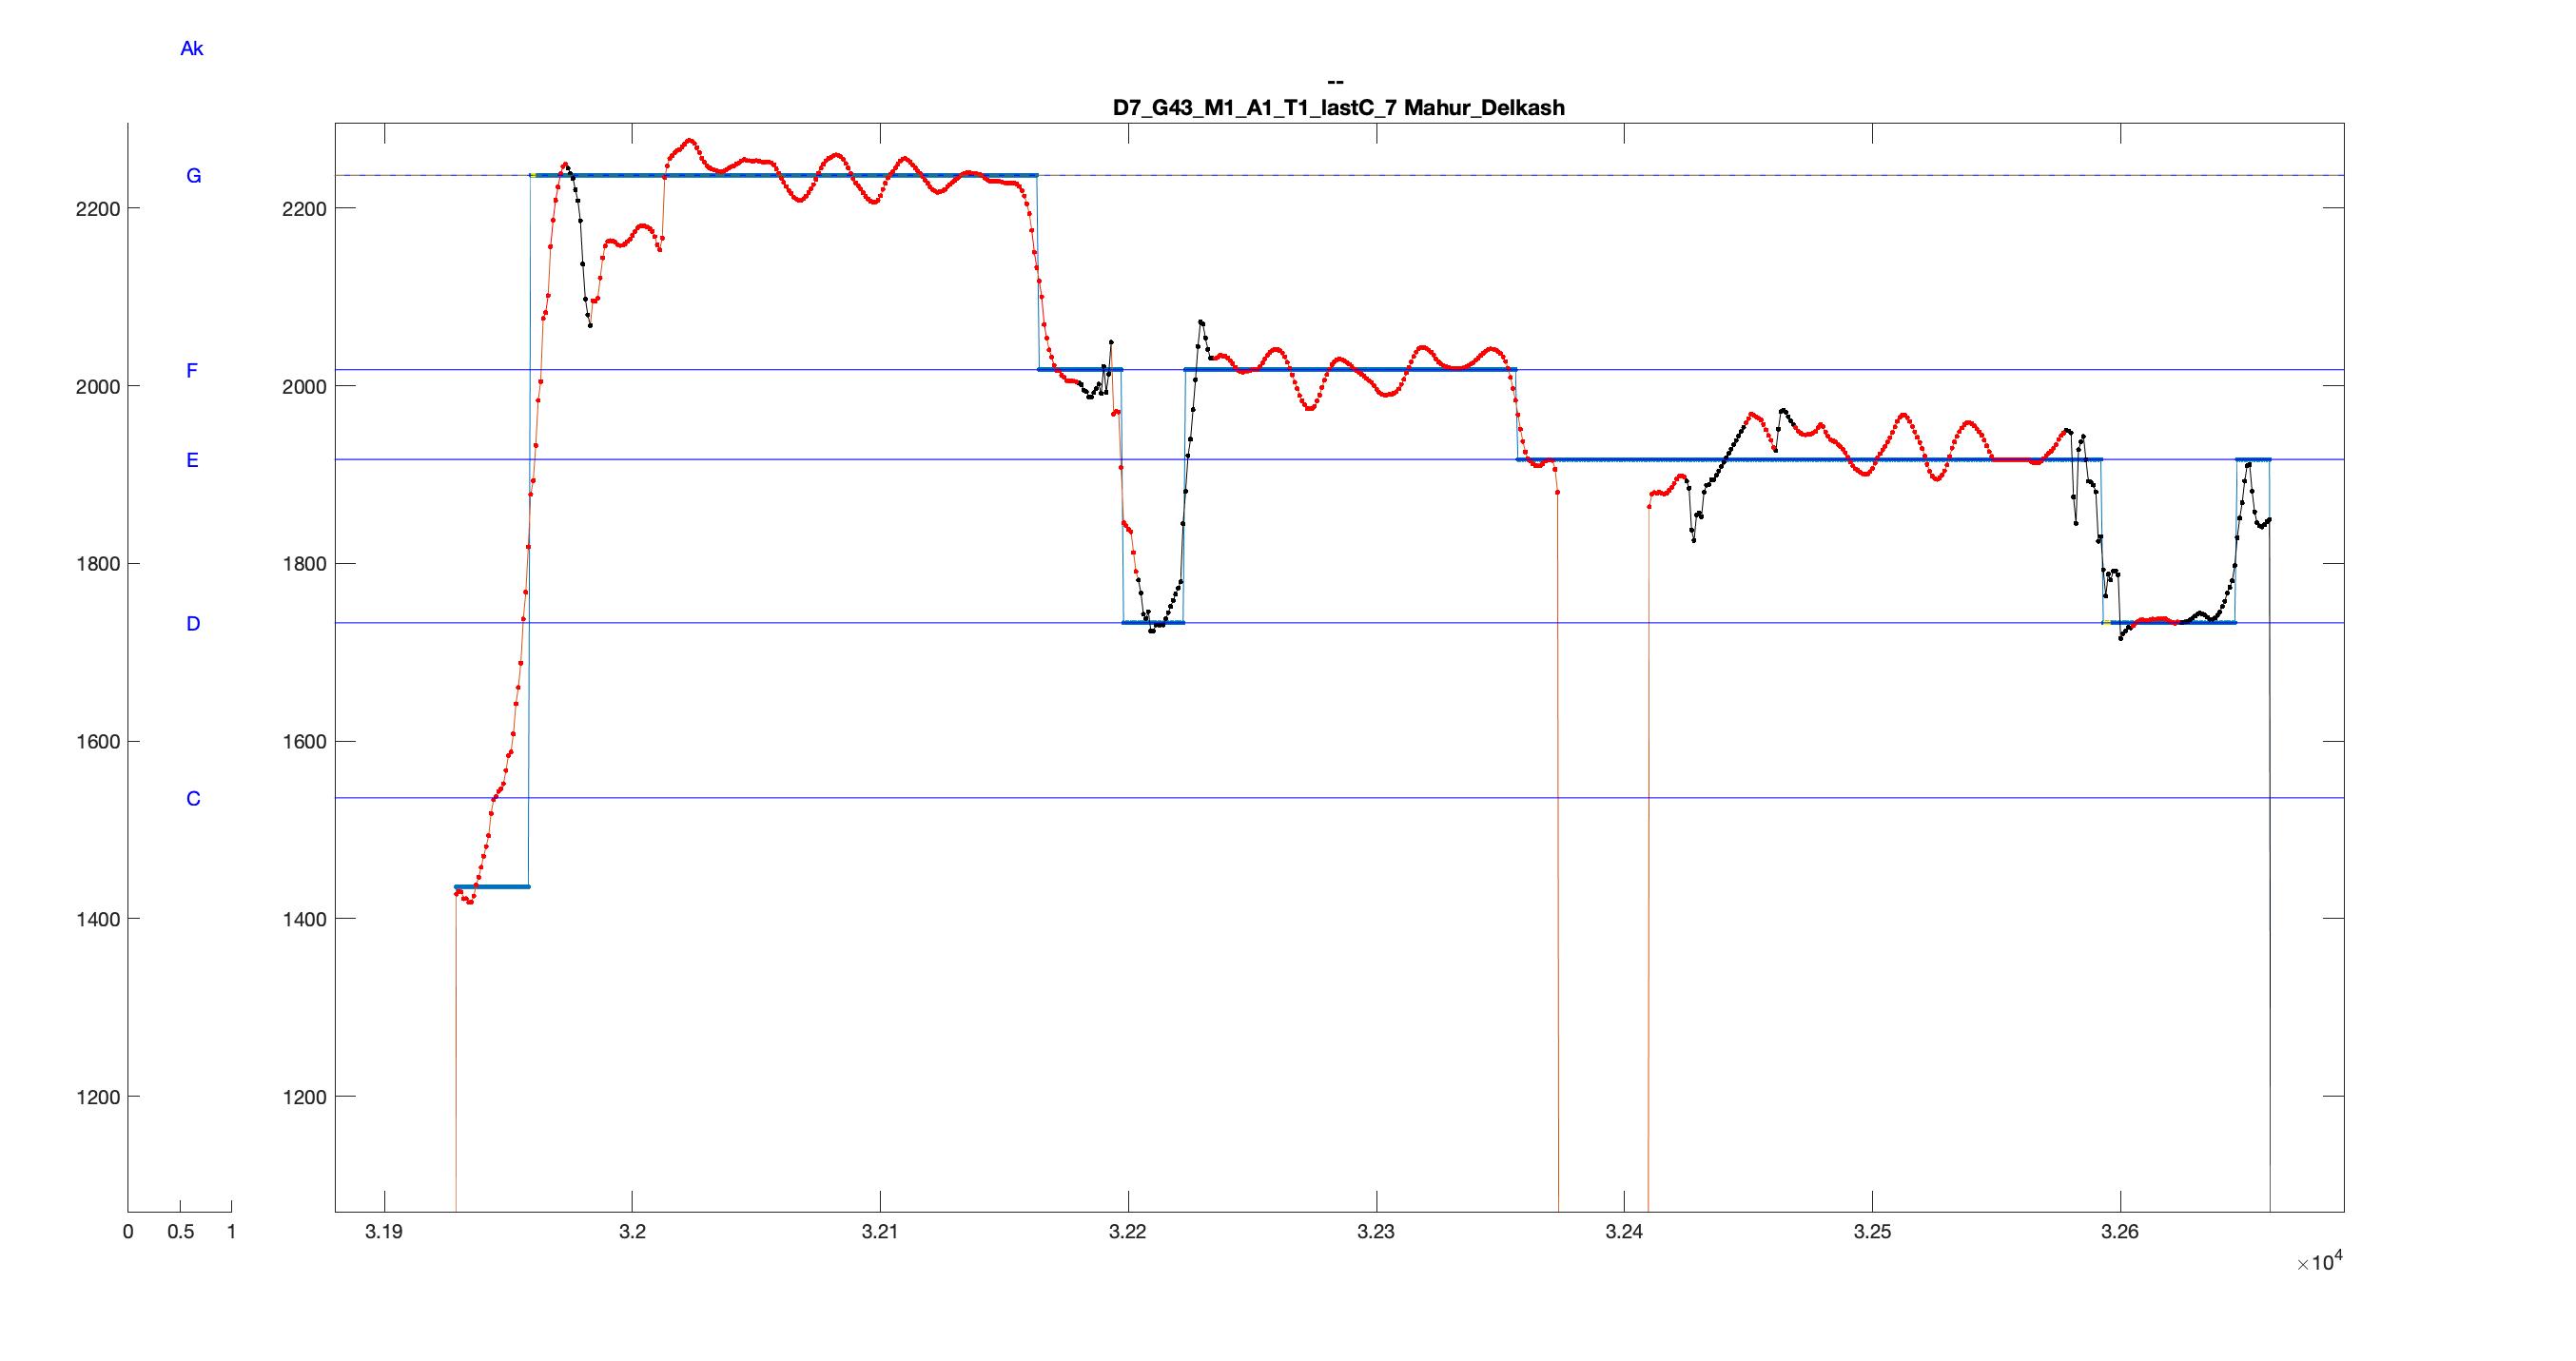 Ak
--
D7_G43_M1_A1_T1_lastC_7 Mahur_Delkash
G
2200
2200
F
2000
2000
E
1800
1800
D
1600
1600
C
1400
1400
1200
1200
0 0.5 1
3.19 3.2 3.21 3.22 3.23 3.24 3.25 3.26
×10^4